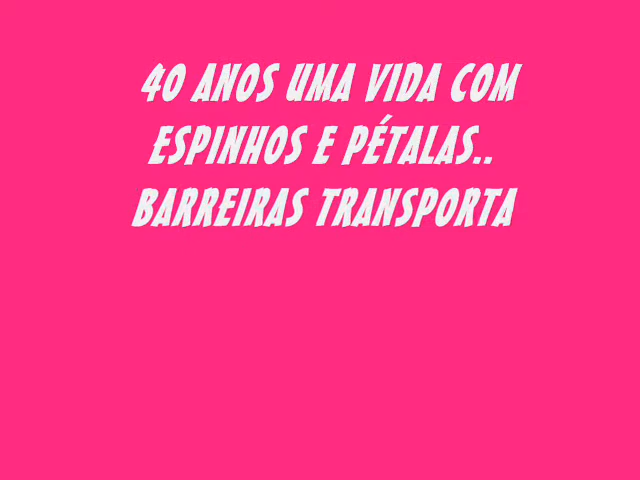 40 ANOS UMA VIDA COM
ESPINHOS E PÉTALAS..
BARREIRAS TRANSPORTA